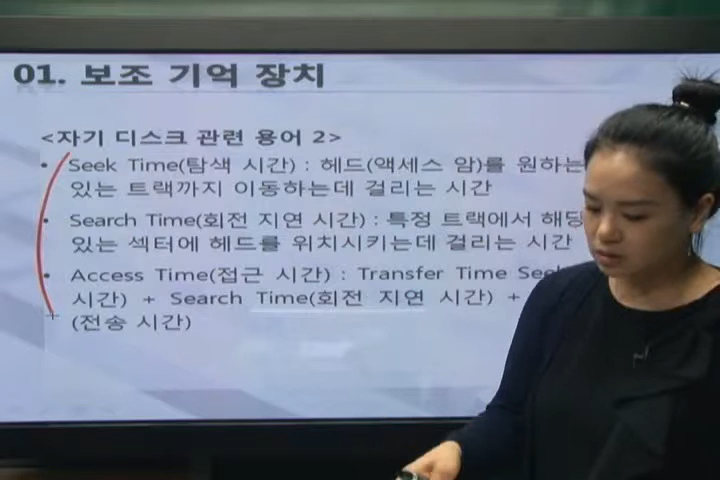 01. 보조 기억 장치
<자기 디스크 관련 용어 2>
• Seek Time(탐색 시간) : 헤드(액세스 암)를 원하는
있는 트랙까지 이동하는데 걸리는 시간
• Search Time(회전 지연 시간) : 특정 트랙에서 해당
있는 섹터에 헤드를 위치시키는데 걸리는 시간
• Access Time(접근 시간) : Transfer Time
시간) + Search Time(회전 지연 시간) +
(전송 시간)